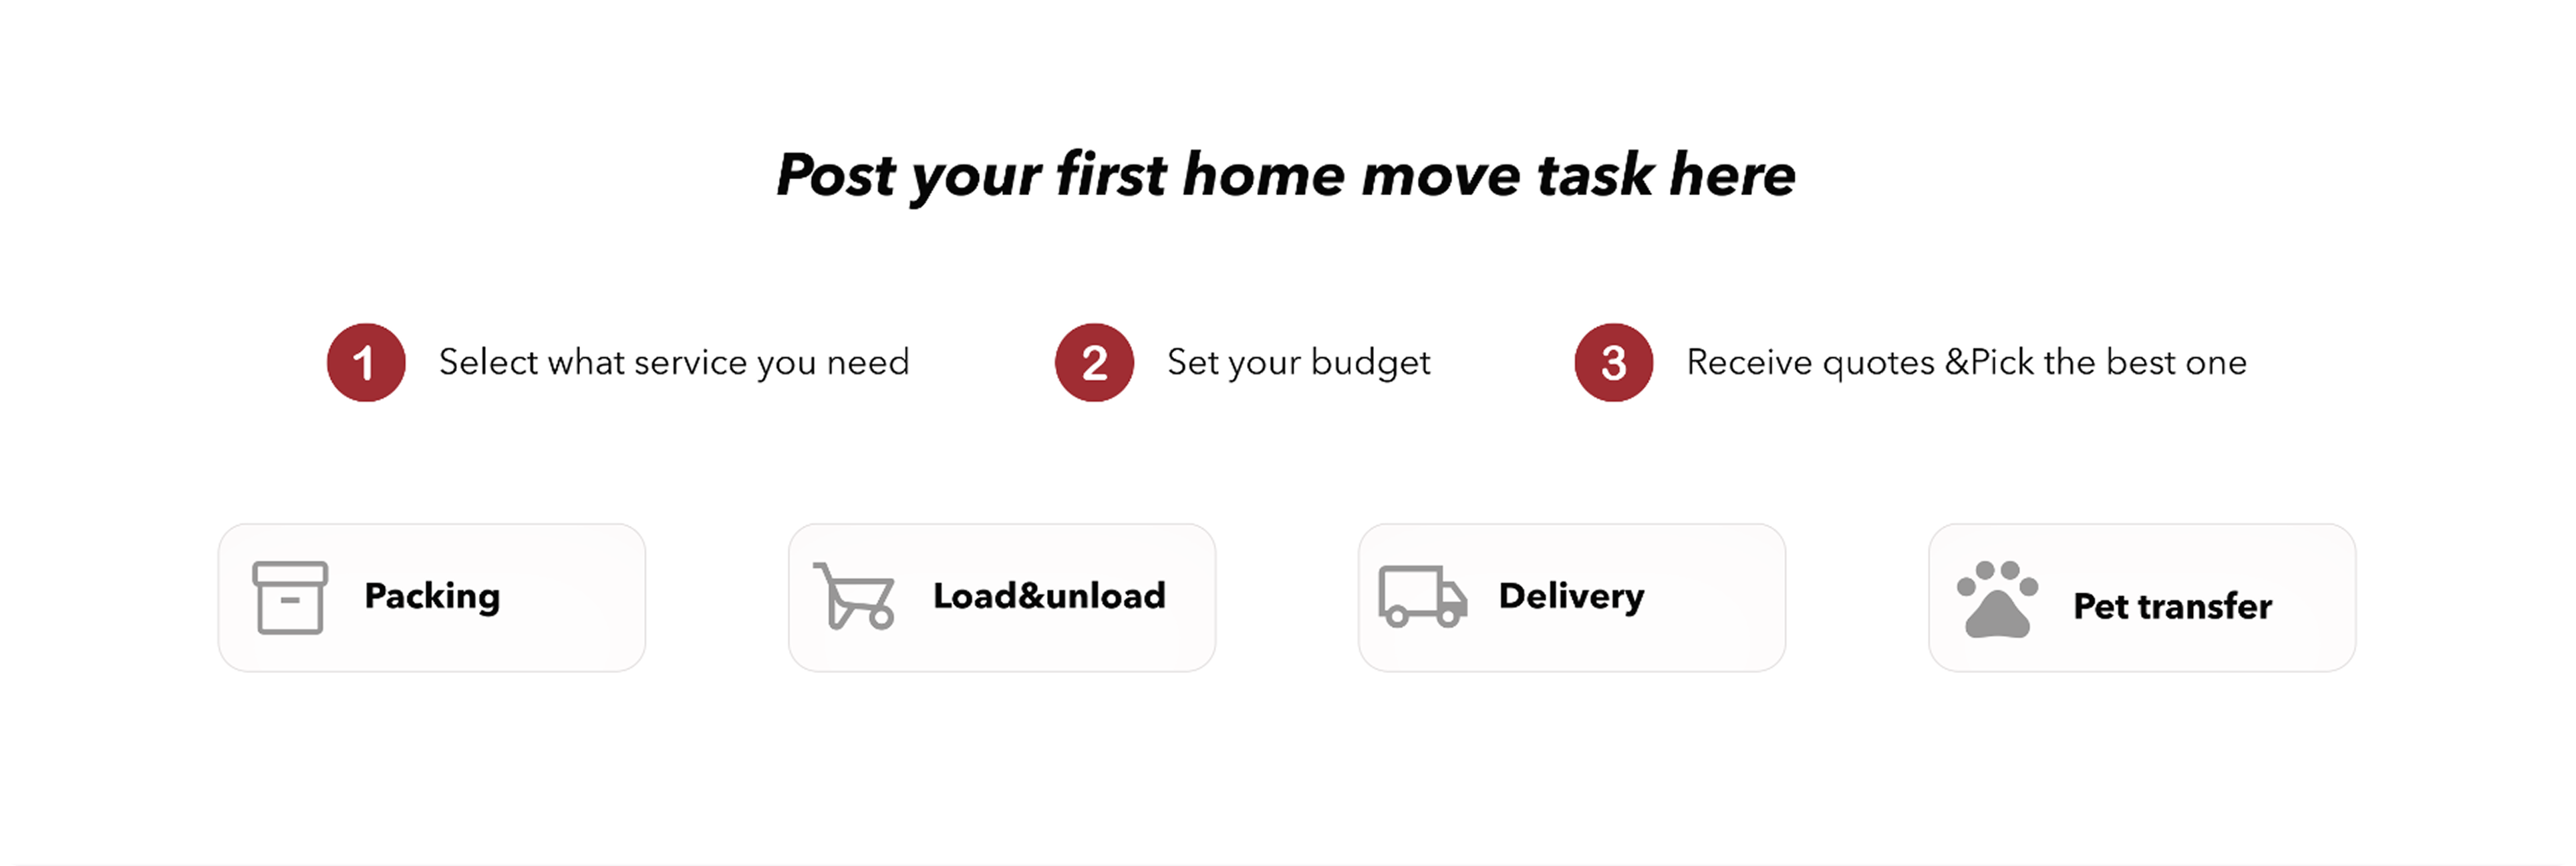 Post your first home move task here
1 Select what service you need
2 Set your budget
3 Receive quotes &Pick the best one
Packing
Load&unload
Delivery
Pet transfer